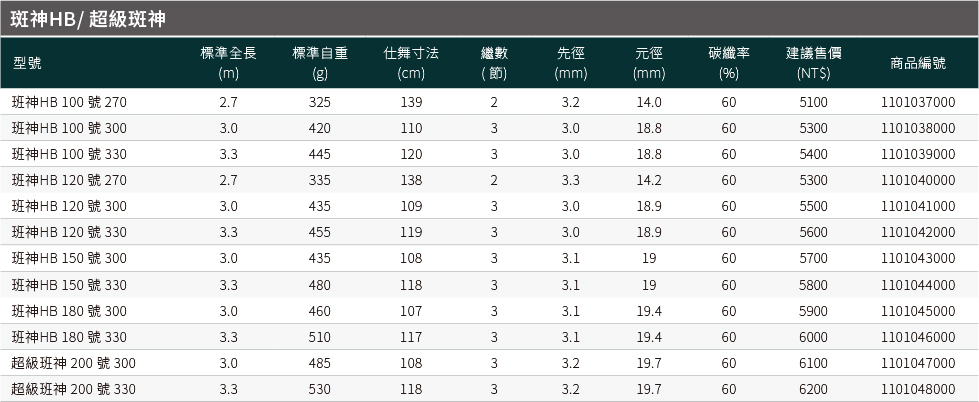 斑神HB/ 超級斑神
型號 標準全長 (m) 標準自重 (g) 仕舞寸法 (cm) 繼數 ( 節) 先徑 (mm) 元徑 (mm) 碳纖率 (%) 建議售價 (NT$) 商品編號
班神HB 100 號 270 2.7 325 139 2 3.2 14.0 60 5100 1101037000
班神HB 100 號 300 3.0 420 110 3 3.0 18.8 60 5300 1101038000
班神HB 100 號 330 3.3 445 120 3 3.0 18.8 60 5400 1101039000
班神HB 120 號 270 2.7 335 138 2 3.3 14.2 60 5300 1101040000
班神HB 120 號 300 3.0 435 109 3 3.0 18.9 60 5500 1101041000
班神HB 120 號 330 3.3 455 119 3 3.0 18.9 60 5600 1101042000
班神HB 150 號 300 3.0 435 108 3 3.1 19 60 5700 1101043000
班神HB 150 號 330 3.3 480 118 3 3.1 19 60 5800 1101044000
班神HB 180 號 300 3.0 460 107 3 3.1 19.4 60 5900 1101045000
班神HB 180 號 330 3.3 510 117 3 3.1 19.4 60 6000 1101046000
超級班神 200 號 300 3.0 485 108 3 3.2 19.7 60 6100 1101047000
超級班神 200 號 330 3.3 530 118 3 3.2 19.7 60 6200 1101048000